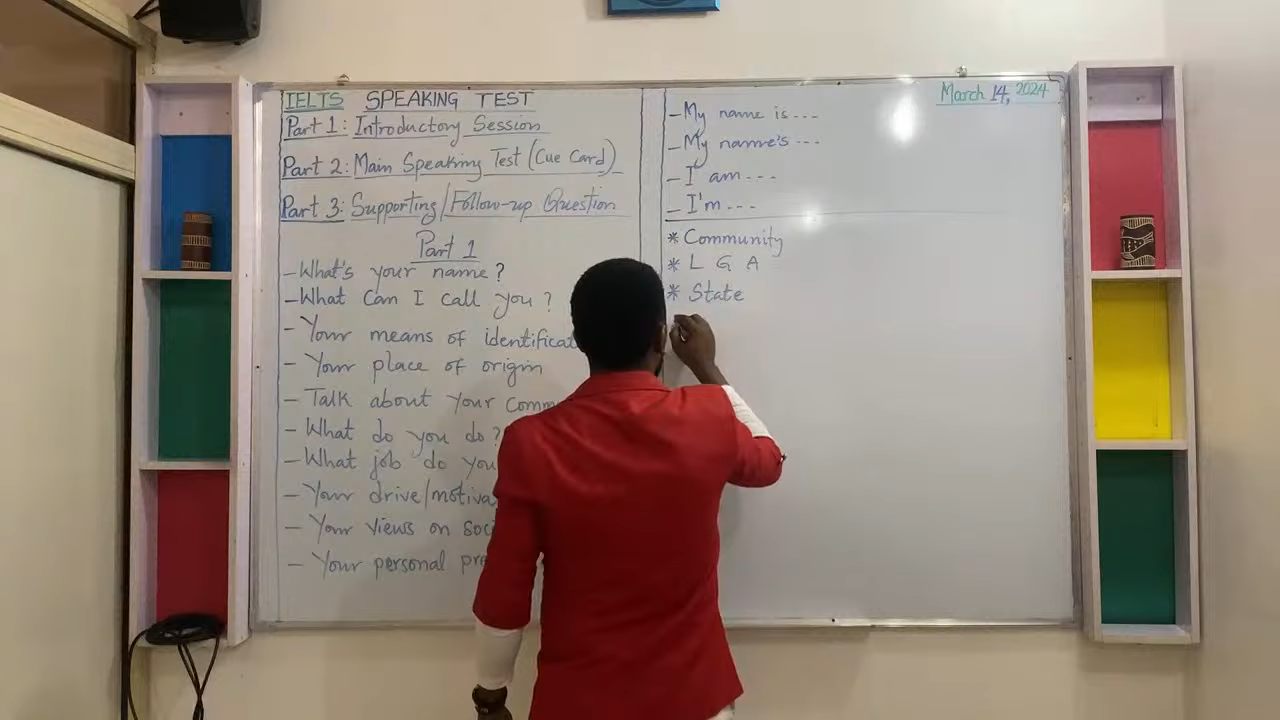 IELTS SPEAKING TEST
Part 1: Introductory Session
Part 2: Main Speaking Test (Cue Card)
Part 3: Supporting/Follow-up Question
Part 1
- What's your name?
- What can I call you?
- Your means of
- Your place of origin
- Talk about your
- What do you do?
- What job do you
- Your
- Your views on
- Your personal
March 14, 2024
- My name is ---
- My name's ---
- I am ---
- I'm ---
* Community
* L G A
* State